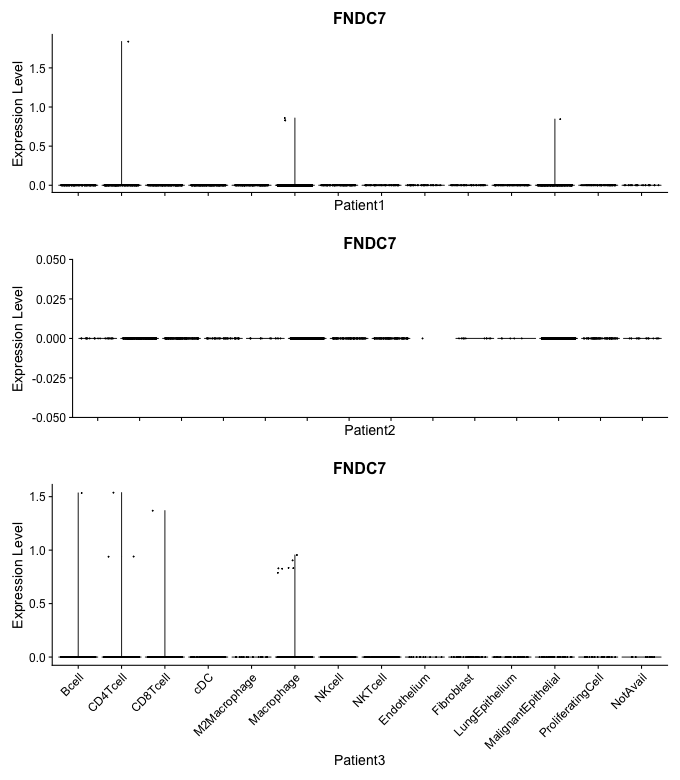 FNDC7
Expression Level
1.5
1.0
0.5
0.0
Patient1
FNDC7
Expression Level
0.050
0.025
0.000
-0.025
-0.050
Patient2
FNDC7
Expression Level
1.5
1.0
0.5
0.0
Bcell
CD4Tcell
CD8Tcell
cDC
M2Macrophage
Macrophage
NKcell
NKTcell
Endothelium
Fibroblast
LungEpithelium
MalignantEpithelial
ProliferatingCell
NotAvail
Patient3